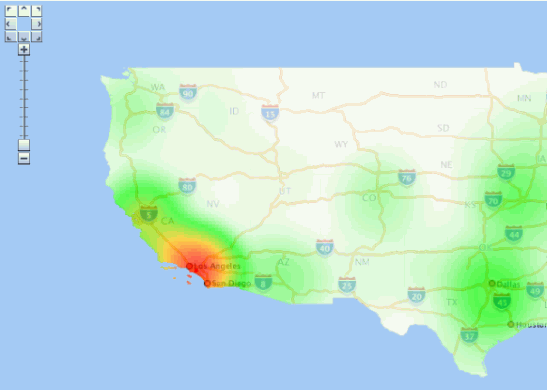 WA
90
MT
ND
MN
84
ID
15
OR
SD
WY
NE
29
76
80
CO
70
NV
KS
5
CA
44
40
OK
Los Angeles
AZ
NM
San Diego
8
25
Dallas
20
TX
45
49
Houston
37